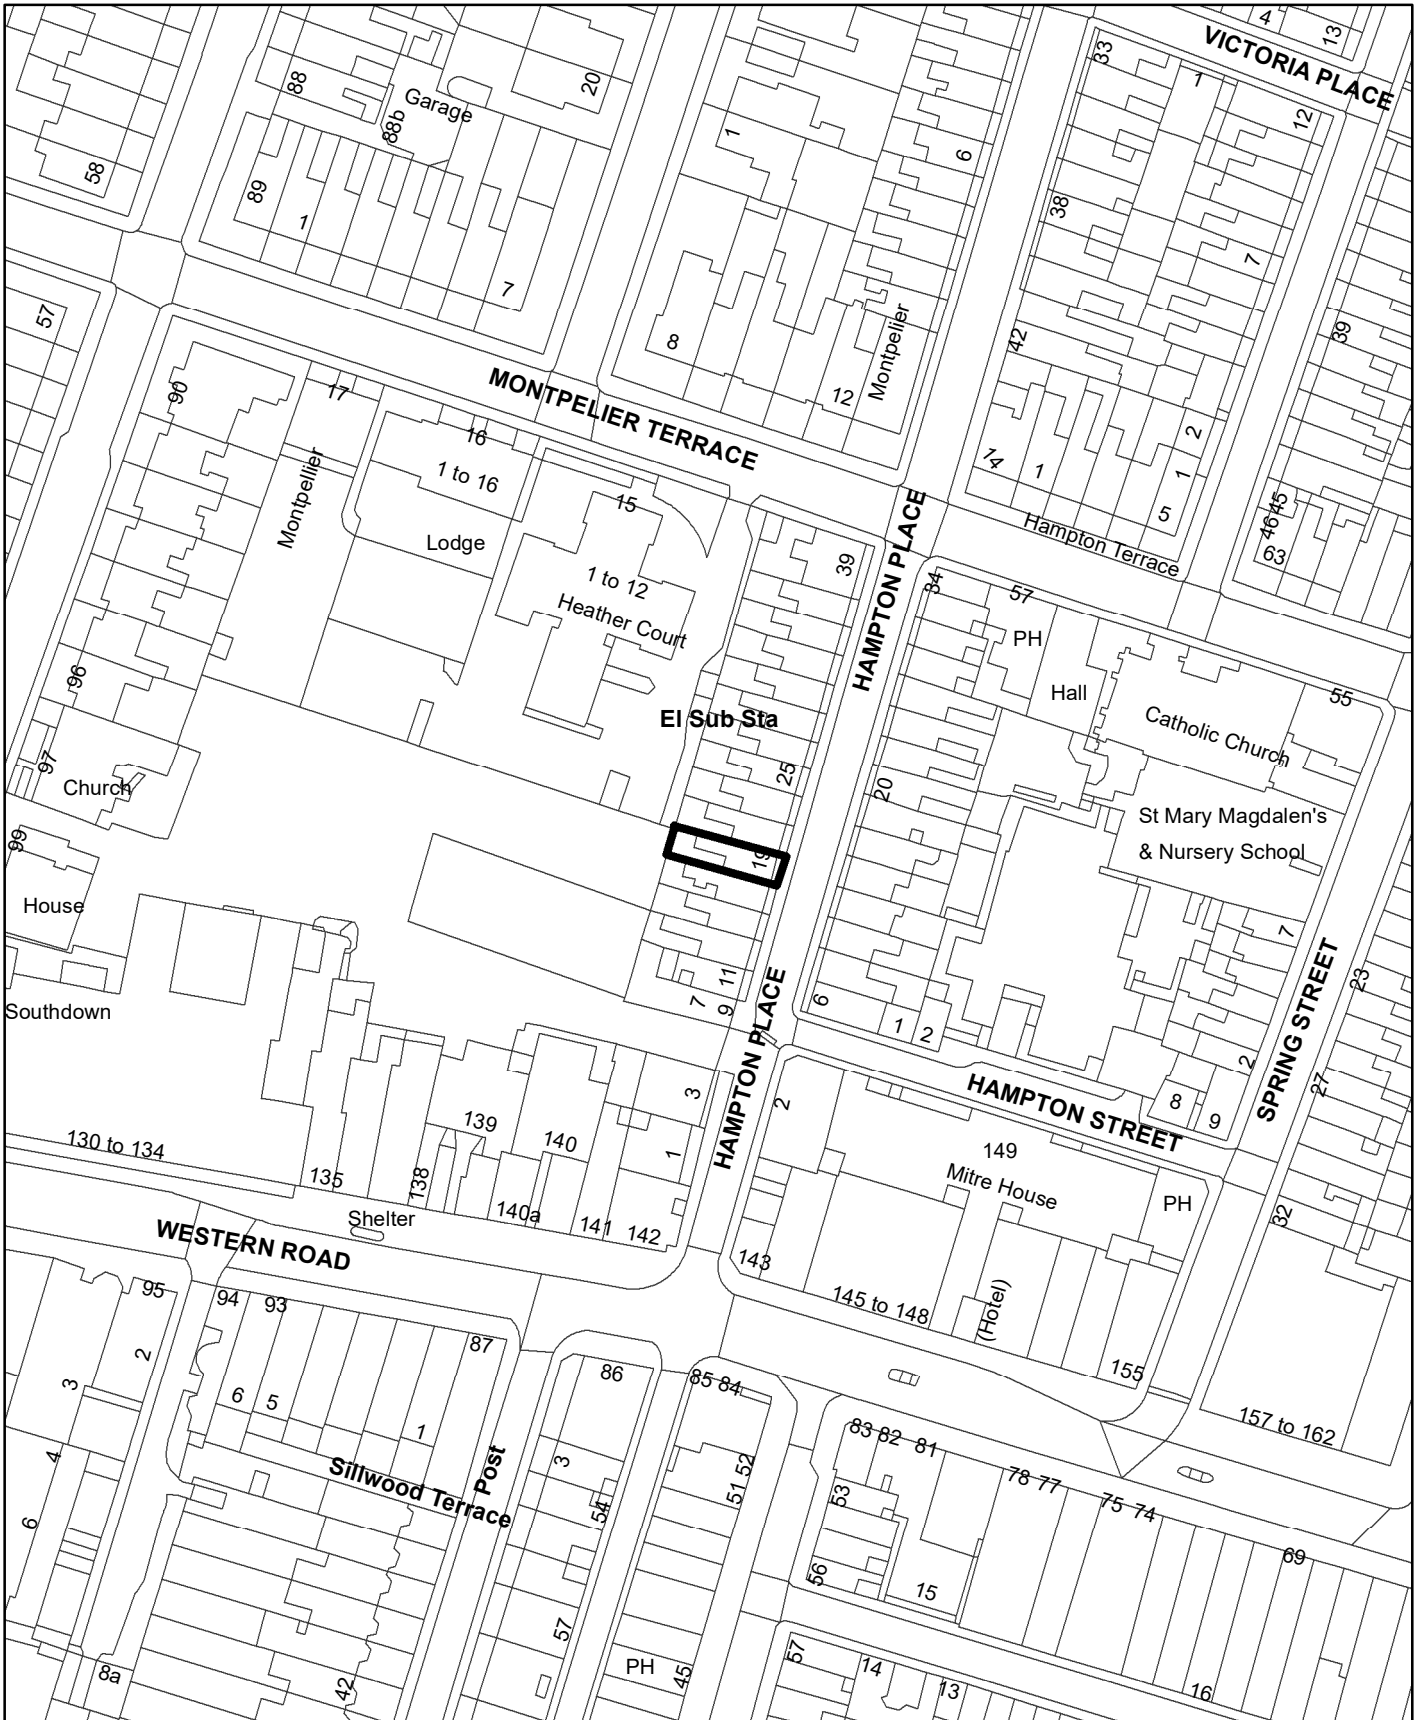 4
13
VICTORIA PLACE
33
1
12
88
20
Garage
88b
1
6
58
89
1
38
7
7
57
8
42
39
Montpelier
12
90
17
MONTPELIER TERRACE
16
1 to 16
2
14
1
1
Montpellier
15
5
45
46
Lodge
Hampton Terrace
63
39
HAMPTON PLACE
1 to 12
Heather Court
34
57
PH
Hall
96
55
El Sub Sta
Catholic Church
97
25
20
Church
St Mary Magdalen's
& Nursery School
99
19
House
7
11
23
7
9
6
Southdown
1
2
HAMPTON PLACE
SPRING STREET
2
27
3
2
HAMPTON STREET
8
9
139
140
130 to 134
1
149
Mitre House
135
138
140a
141
142
PH
Shelter
32
WESTERN ROAD
143
95
94
93
145 to 148
(Hotel)
87
2
86
155
3
6
5
85
84
1
157 to 162
83
82
81
4
Post
3
52
51
78
77
Sillwood Terrace
53
75
74
54
6
69
56
15
57
57
PH
45
14
8a
42
13
16